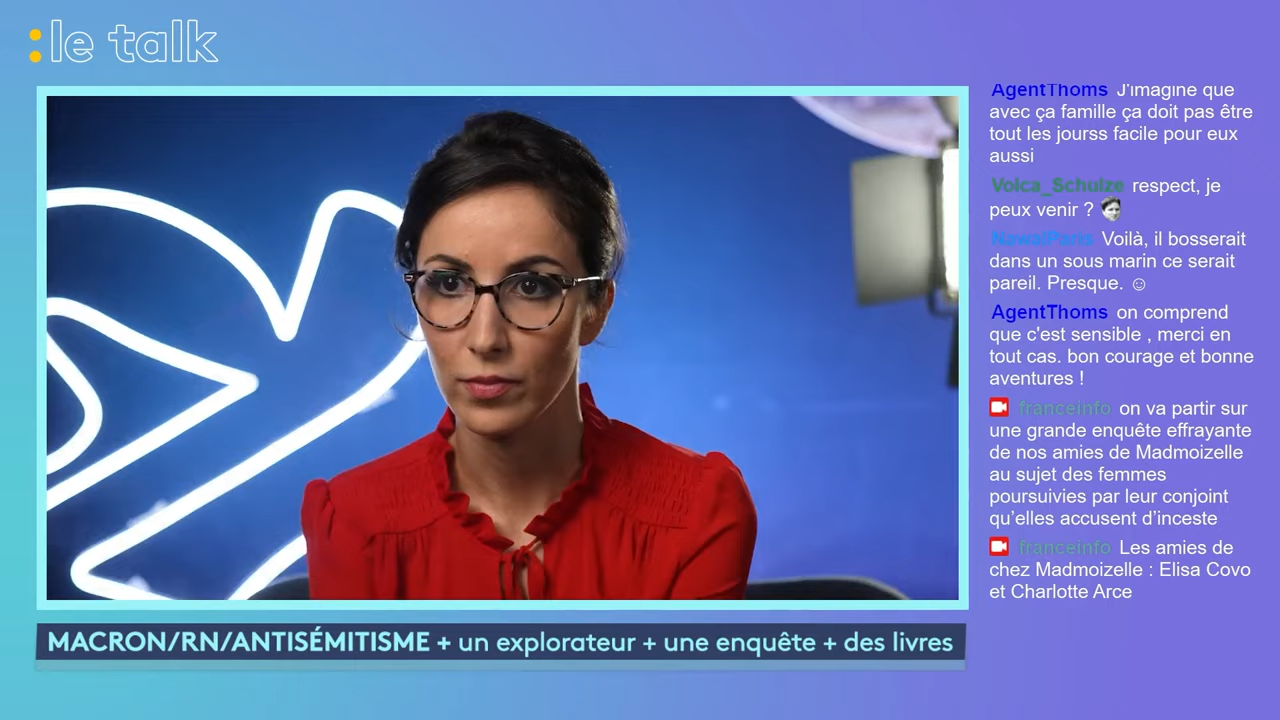 :le talk
AgentThoms J'imagine que
avec ça famille ça doit pas être
tout les jourss facile pour eux
aussi
Volca_Schulze respect, je
peux venir ?
NawalParis Voilà, il bosserait
dans un sous marin ce serait
pareil. Presque. ☺
AgentThoms on comprend
que c'est sensible , merci en
tout cas. bon courage et bonne
aventures !
franceinfo on va partir sur
une grande enquête effrayante
de nos amies de Madmoizelle
au sujet des femmes
poursuivies par leur conjoint
qu’elles accusent d’inceste
franceinfo Les amies de
chez Madmoizelle : Elisa Covo
et Charlotte Arce
MACRON/RN/ANTISÉMITISME + un explorateur + une enquête + des livres